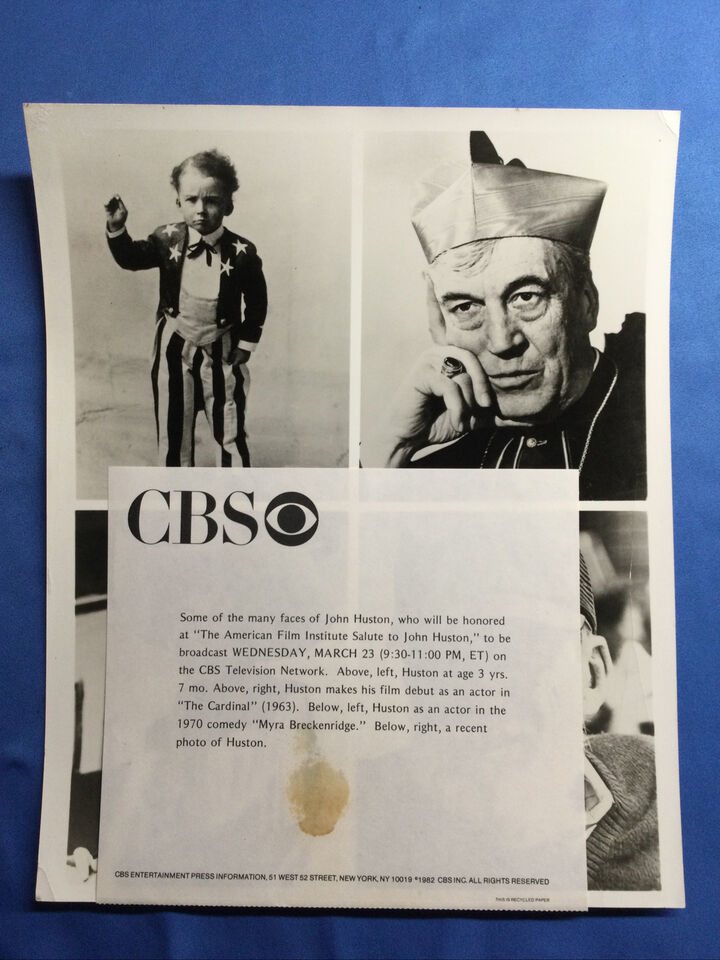 CBS
Some of the many faces of John Huston, who will be honored
at "The American Film Institute Salute to John Huston," to be
broadcast WEDNESDAY, MARCH 23 (9:30-11:00 PM, ET) on
the CBS Television Network. Above, left, Huston at age 3 yrs.
7 mo. Above, right, Huston makes his film debut as an actor in
"The Cardinal" (1963). Below, left, Huston as an actor in the
1970 comedy "Myra Breckenridge." Below, right, a recent
photo of Huston.
CBS ENTERTAINMENT PRESS INFORMATION, 51 WEST 52 STREET, NEW YORK, NY 10019 ©1982 CBS INC. ALL RIGHTS RESERVED
THIS IS RECYCLED PAPER